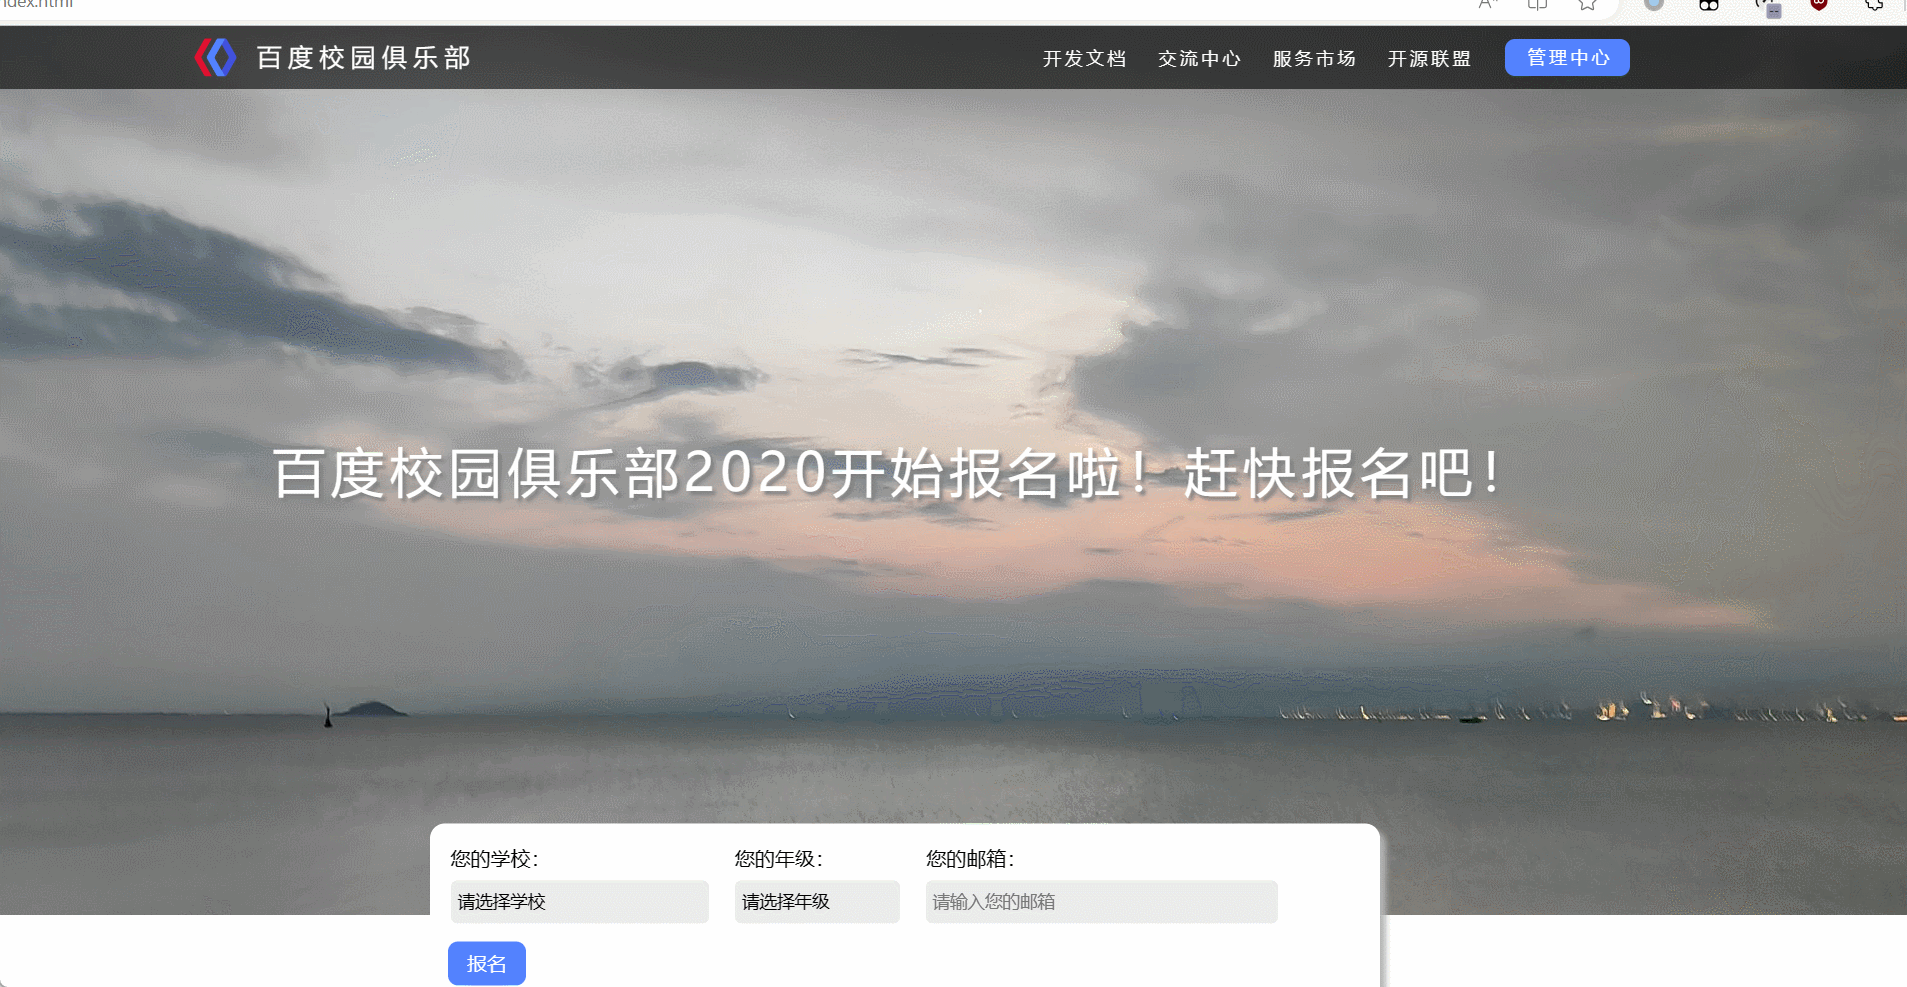 ndex.html
百度校园俱乐部
开发文档 交流中心 服务市场 开源联盟 管理中心
百度校园俱乐部2020开始报名啦！赶快报名吧！
您的学校： 您的年级： 您的邮箱：
请选择学校 请选择年级 请输入您的邮箱
报名